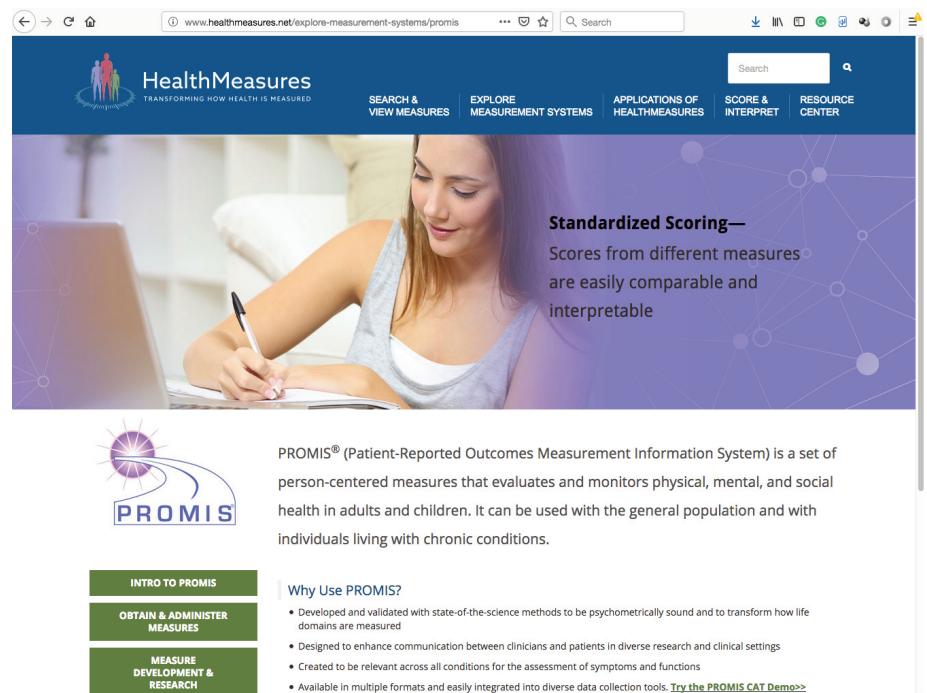 www.healthmeasures.net/explore-measurement-systems/promis
Search
HealthMeasures
TRANSFORMING HOW HEALTH IS MEASURED
Search
SEARCH &
VIEW MEASURES
EXPLORE
MEASUREMENT SYSTEMS
APPLICATIONS OF
HEALTHMEASURES
SCORE &
INTERPRET
RESOURCE
CENTER
Standardized Scoring—
Scores from different measures
are easily comparable and
interpretable
PROMIS
PROMIS® (Patient-Reported Outcomes Measurement Information System) is a set of
person-centered measures that evaluates and monitors physical, mental, and social
health in adults and children. It can be used with the general population and with
individuals living with chronic conditions.
INTRO TO PROMIS
OBTAIN & ADMINISTER
MEASURES
MEASURE
DEVELOPMENT &
RESEARCH
Why Use PROMIS?
• Developed and validated with state-of-the-science methods to be psychometrically sound and to transform how life
domains are measured
• Designed to enhance communication between clinicians and patients in diverse research and clinical settings
• Created to be relevant across all conditions for the assessment of symptoms and functions
• Available in multiple formats and easily integrated into diverse data collection tools. Try the PROMIS CAT Demo>>